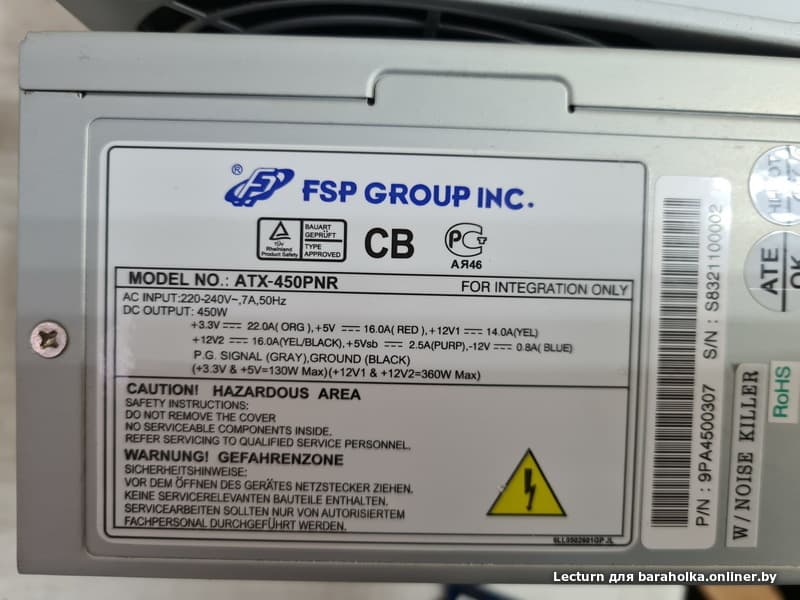 ® FSP GROUP INC.
TÜV Rheinland Product Safety
BAUART GEPRÜFT
TYPE APPROVED
CB
АЯ46
MODEL NO.: ATX-450PNR FOR INTEGRATION ONLY
AC INPUT:220-240V~,7A,50Hz
DC OUTPUT: 450W
+3.3V 22.0A( ORG ),+5V 16.0A( RED ),+12V1 14.0A(YEL)
+12V2 16.0A(YEL/BLACK),+5Vsb 2.5A(PURP),-12V 0.8A( BLUE)
P.G. SIGNAL (GRAY),GROUND (BLACK)
(+3.3V & +5V=130W Max)(+12V1 & +12V2=360W Max)
CAUTION! HAZARDOUS AREA
SAFETY INSTRUCTIONS:
DO NOT REMOVE THE COVER
NO SERVICEABLE COMPONENTS INSIDE.
REFER SERVICING TO QUALIFIED SERVICE PERSONNEL.
WARNUNG! GEFAHRENZONE
SICHERHEITSHINWEISE:
VOR DEM ÖFFNEN DES GERÄTES NETZSTECKER ZIEHEN.
KEINE SERVICERELEVANTEN BAUTEILE ENTHALTEN.
SERVICEARBEITEN SOLLTEN NUR VON AUTORISIERTEM
FACHPERSONAL DURCHGEFÜHRT WERDEN.
P/N : 9PA4500307 S/N : S8321100002
W/ NOISE KILLER
RoHS
ATE
OK
Lecturn для baraholka.onliner.by